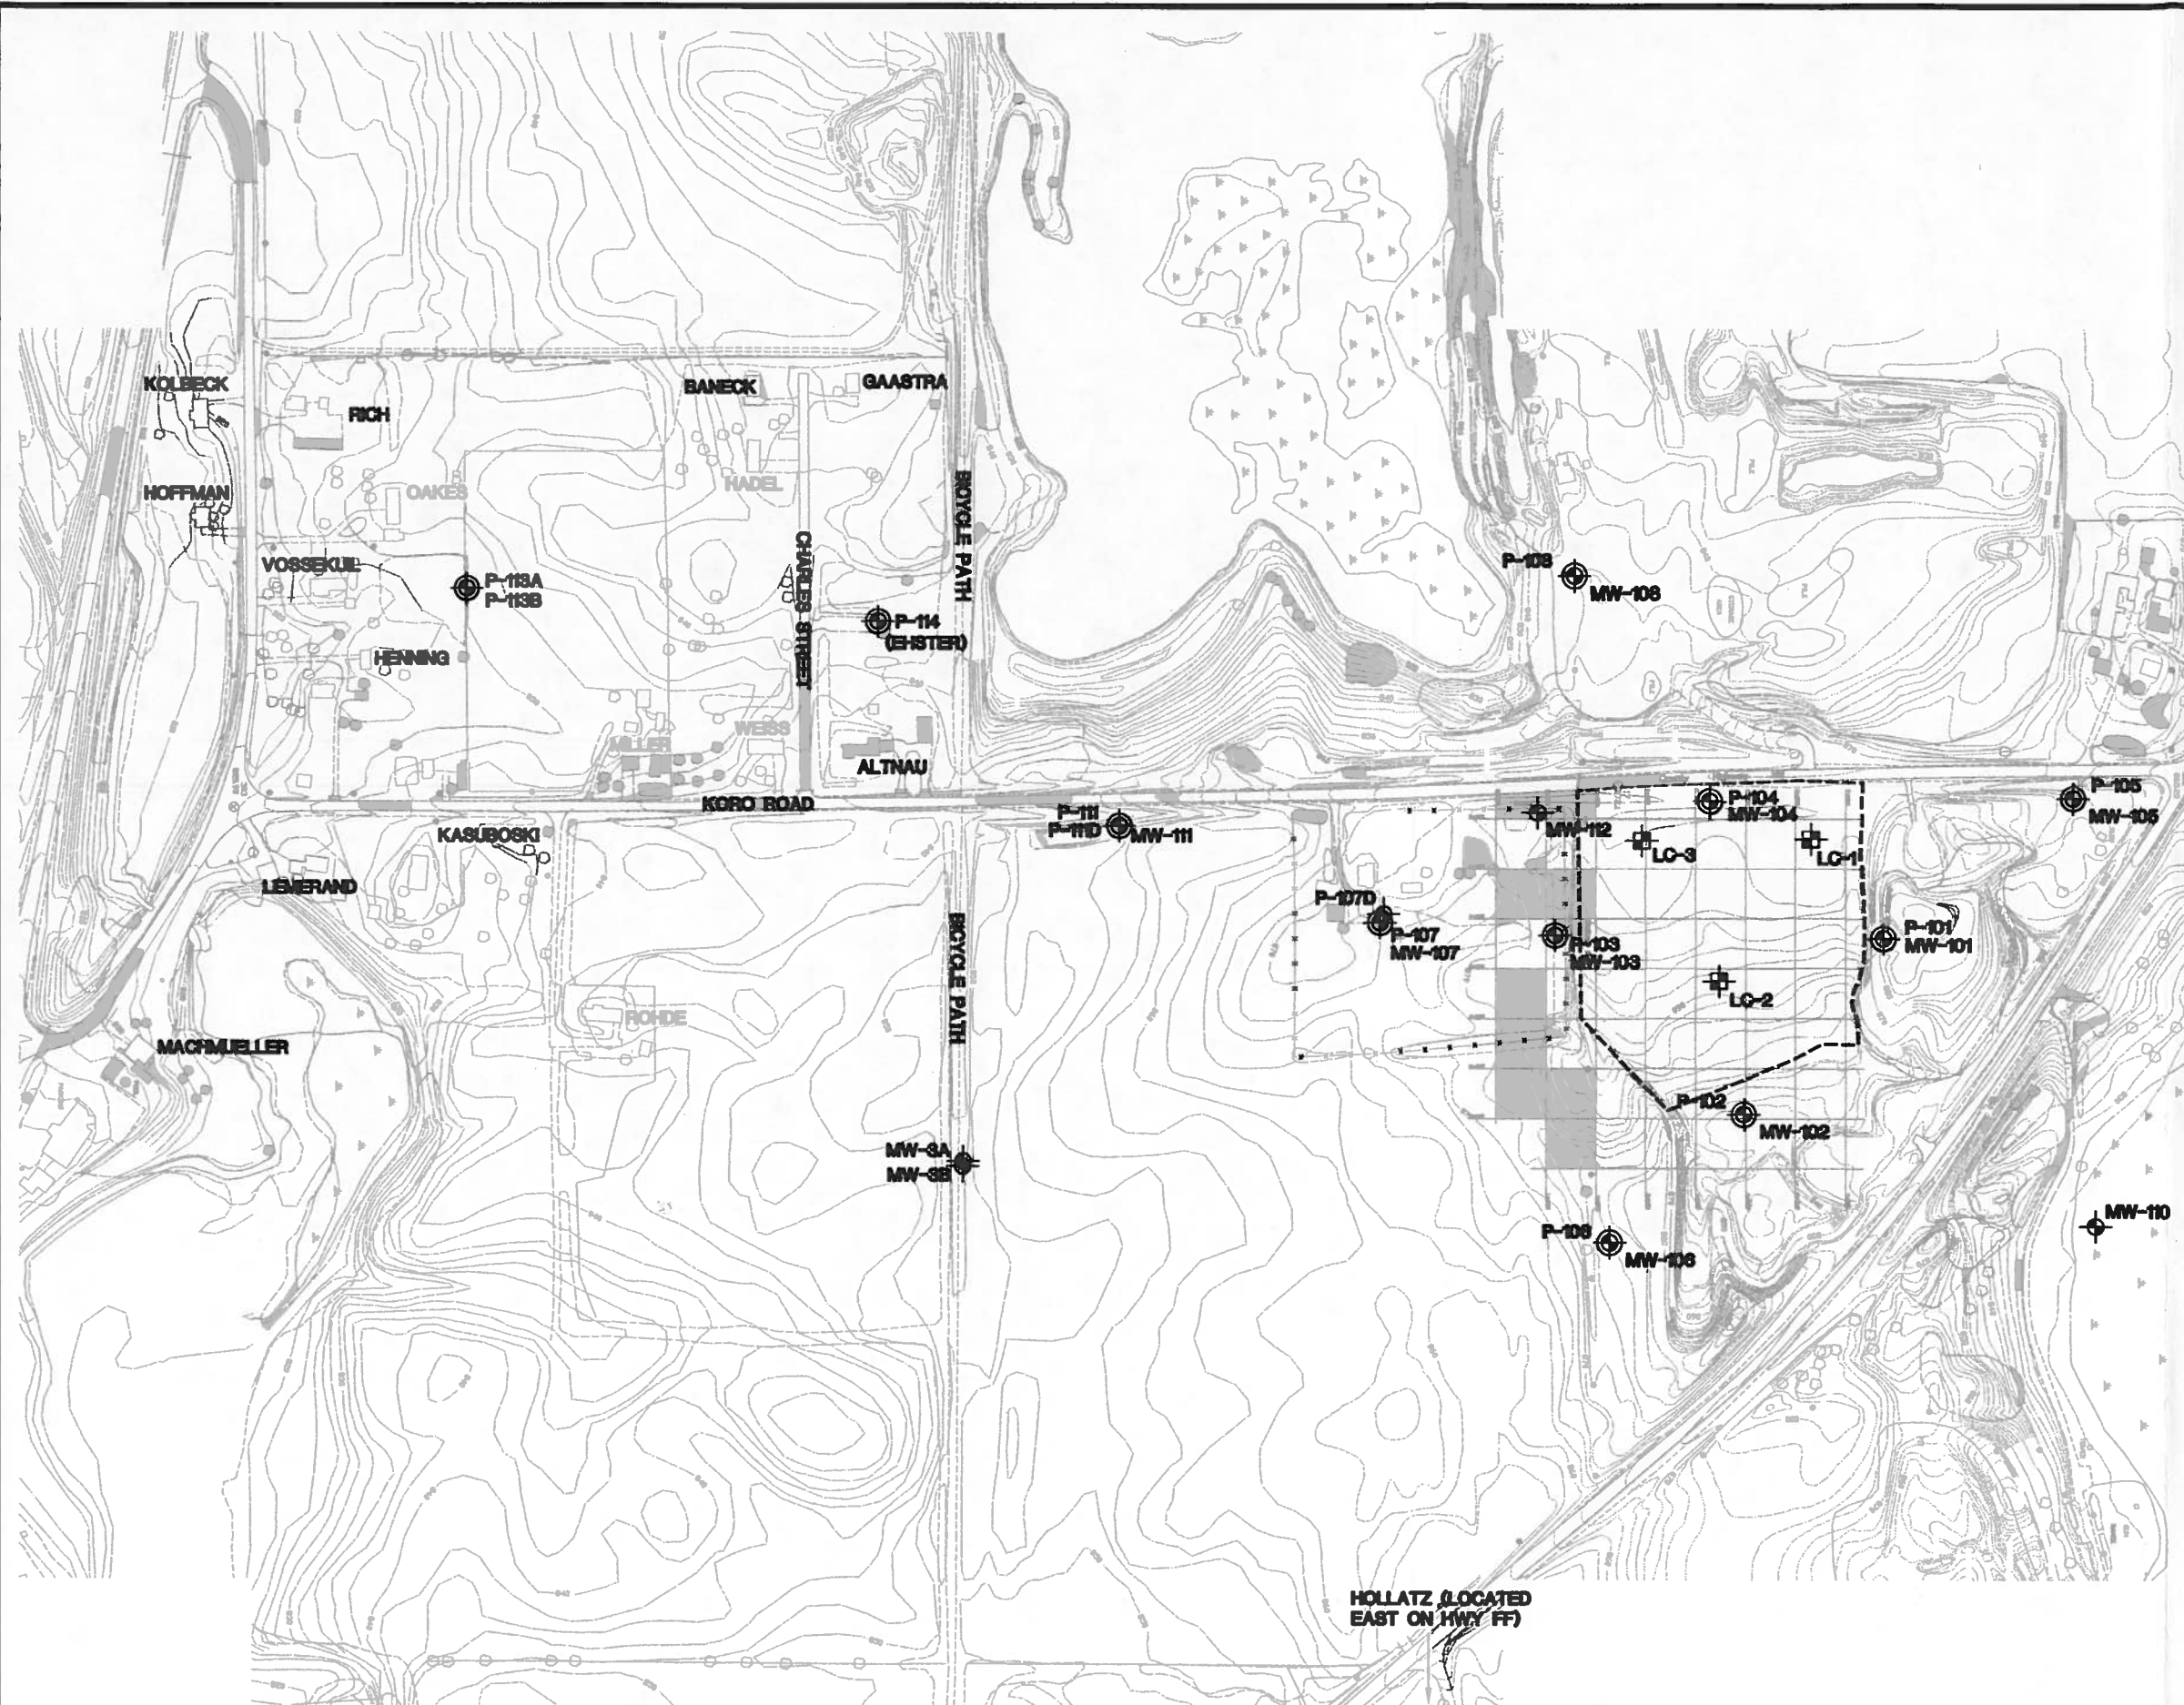 KOLBECK
RICH
BANECK
GAASTRA
HOFFMAN
OAKES
HADEL
BICYCLE PATH
CHARLES STREET
VOSSEKUIL
P-113A
P-113B
P-108
MW-108
P-114
(EHSTER)
HENNING
WEISS
MILLER
ALTNAU
KORO ROAD
P-111
P-111D
MW-111
MW-112
P-104
MW-104
P-105
MW-105
LC-3
LC-1
KASUBOSKI
LEMERAND
P-107D
P-107
MW-107
P-103
MW-103
P-101
MW-101
BICYCLE PATH
LC-2
ROHDE
MACHMUELLER
P-102
MW-102
MW-3A
MW-3B
MW-110
P-106
MW-106
HOLLATZ (LOCATED
EAST ON HWY FF)